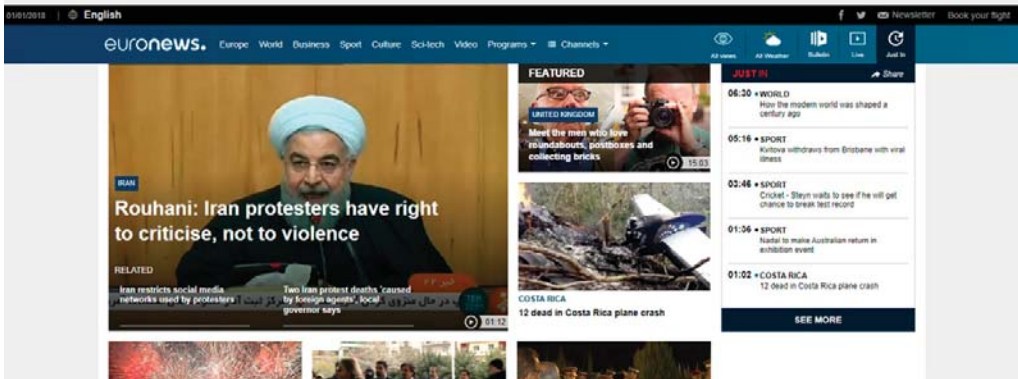 01/01/2018 | English Newsletter Book your flight
euronews. Europe World Business Sport Culture Sci-tech Video Programs Channels All views All Weather Bulletin Live Just In
IRAN
Rouhani: Iran protesters have right
to criticise, not to violence
RELATED
Iran restricts social media
networks used by protesters
Two Iran protest deaths 'caused
by foreign agents', local
governor says
01:12
FEATURED
UNITED KINGDOM
Meet the men who love
roundabouts, postboxes and
collecting bricks
15:03
COSTA RICA
12 dead in Costa Rica plane crash
JUST IN Share
06:30 • WORLD
How the modern world was shaped a
century ago
05:16 • SPORT
Kvitova withdraws from Brisbane with viral
illness
03:46 • SPORT
Cricket - Steyn waits to see if he will get
chance to break test record
01:36 • SPORT
Nadal to make Australian return in
exhibition event
01:02 • COSTA RICA
12 dead in Costa Rica plane crash
SEE MORE